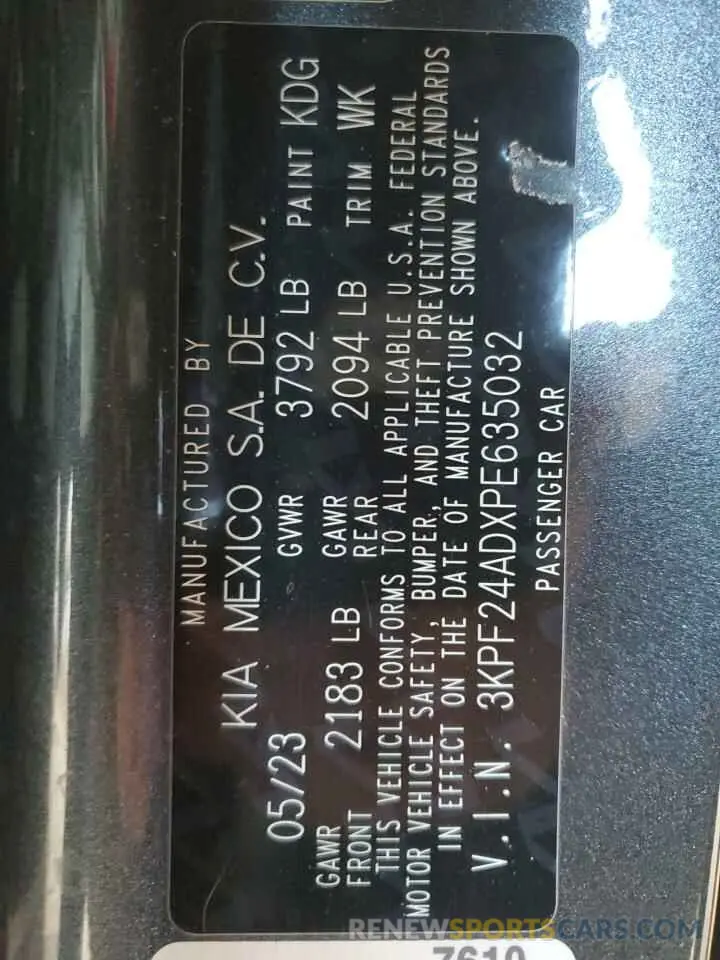 MANUFACTURED BY
KIA MEXICO S.A. DE C.V.
05/23 GVWR 3792 LB PAINT KDG
GAWR FRONT 2183 LB GAWR REAR 2094 LB TRIM WK
THIS VEHICLE CONFORMS TO ALL APPLICABLE U.S.A. FEDERAL
MOTOR VEHICLE SAFETY, BUMPER, AND THEFT PREVENTION STANDARDS
IN EFFECT ON THE DATE OF MANUFACTURE SHOWN ABOVE.
V.I.N. 3KPF24ADXPE635032
PASSENGER CAR
RENEWSPORTSCARS.COM